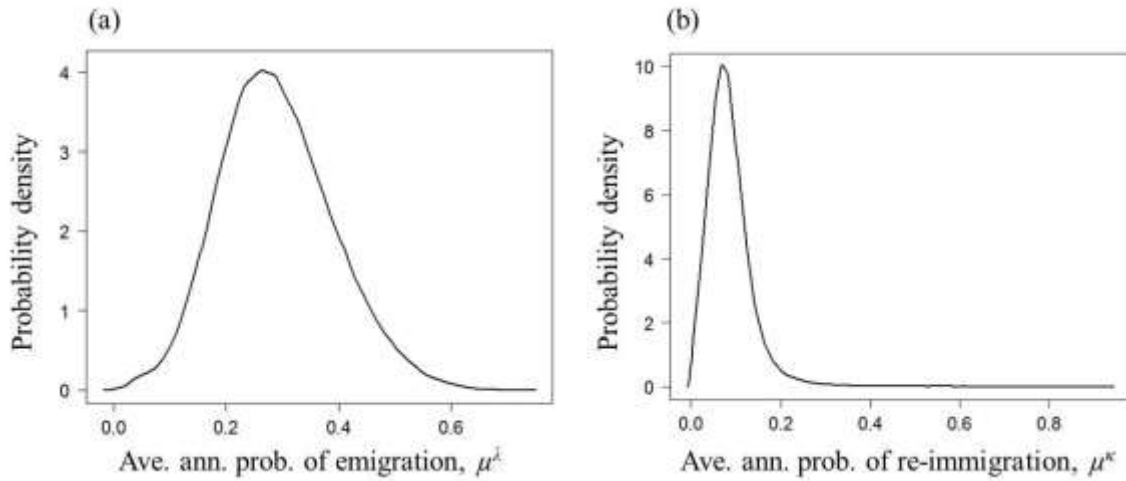 (a)
4
3
2
1
0
0.0 0.2 0.4 0.6
Probability density
Ave. ann. prob. of emigration, μ^λ
(b)
10
8
6
4
2
0
0.0 0.2 0.4 0.6 0.8
Probability density
Ave. ann. prob. of re-immigration, μ^κ